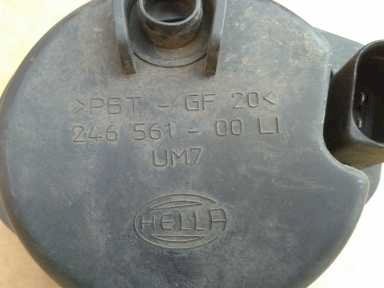 >PBT - GF 20<
246 561 - 00 LI
UM7
HELLA